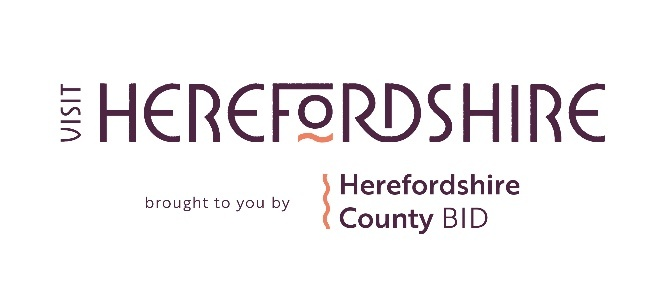 VISIT HEREFORDSHIRE
brought to you by
Herefordshire
County BID